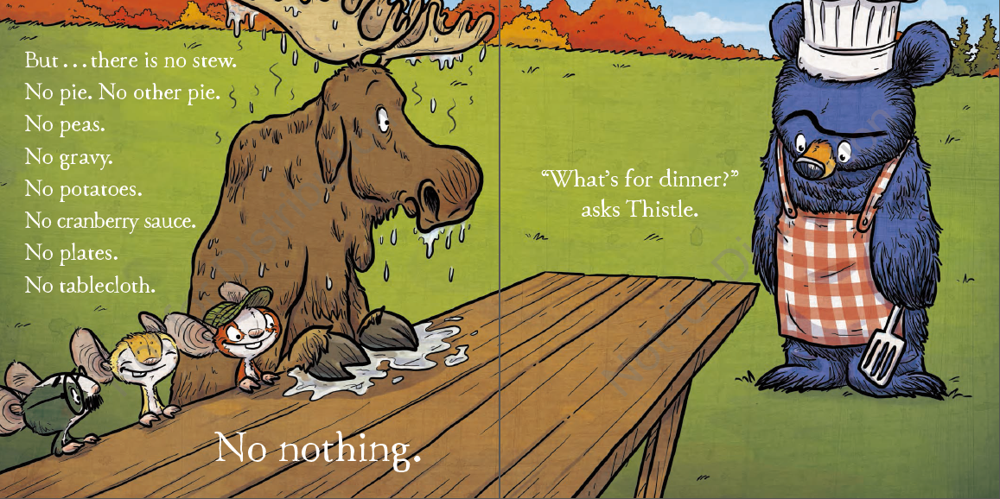 But...there is no stew.
No pie. No other pie.
No peas.
No gravy.
No potatoes.
No cranberry sauce.
No plates.
No tablecloth.
No nothing.
“What’s for dinner?”
asks Thistle.